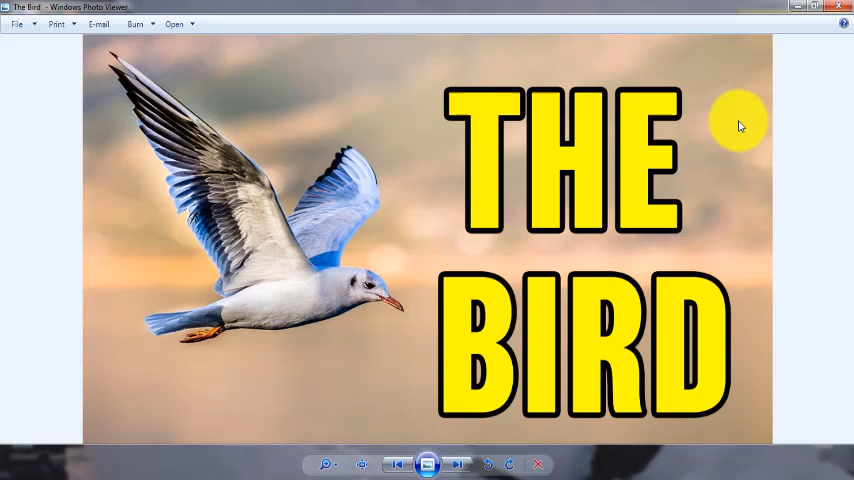 The Bird - Windows Photo Viewer
File Print E-mail Burn Open
THE
BIRD